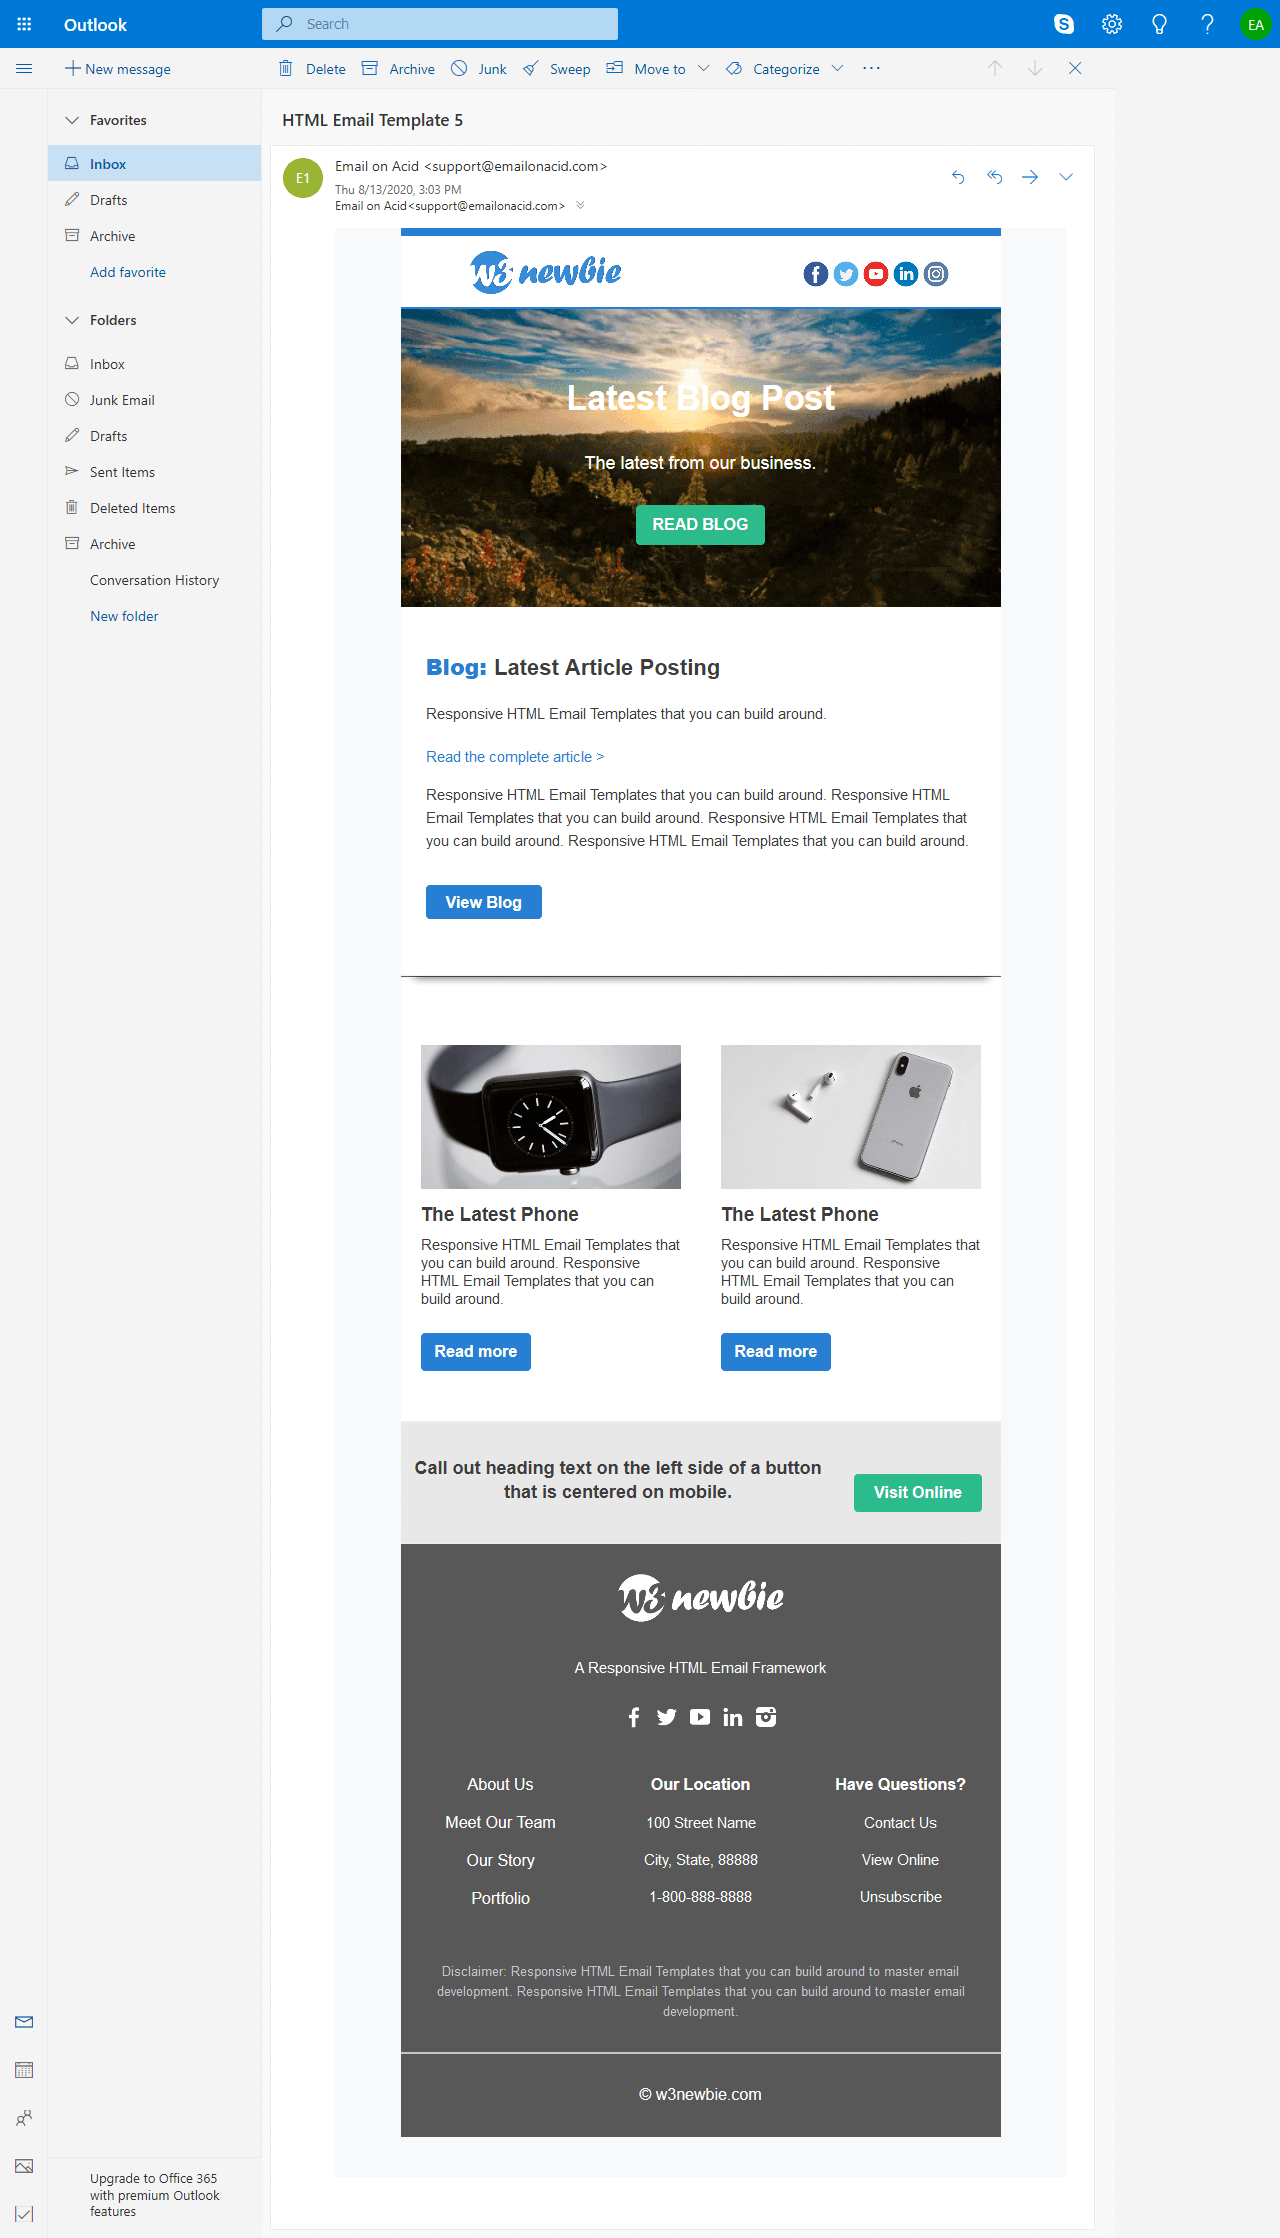 Outlook
Search
EA
New message
Delete
Archive
Junk
Sweep
Move to
Categorize
Favorites
Inbox
Drafts
Archive
Add favorite
Folders
Inbox
Junk Email
Drafts
Sent Items
Deleted Items
Archive
Conversation History
New folder
Upgrade to Office 365
with premium Outlook
features
HTML Email Template 5
E1
Email on Acid <support@emailonacid.com>
Thu 8/13/2020, 3:03 PM
Email on Acid<support@emailonacid.com>
w3 newbie
Latest Blog Post
The latest from our business.
READ BLOG
Blog: Latest Article Posting
Responsive HTML Email Templates that you can build around.
Read the complete article >
Responsive HTML Email Templates that you can build around. Responsive HTML
Email Templates that you can build around. Responsive HTML Email Templates that
you can build around. Responsive HTML Email Templates that you can build around.
View Blog
The Latest Phone
Responsive HTML Email Templates that
you can build around. Responsive
HTML Email Templates that you can
build around.
Read more
The Latest Phone
Responsive HTML Email Templates that
you can build around. Responsive
HTML Email Templates that you can
build around.
Read more
Call out heading text on the left side of a button
that is centered on mobile.
Visit Online
w3 newbie
A Responsive HTML Email Framework
About Us
Meet Our Team
Our Story
Portfolio
Our Location
100 Street Name
City, State, 88888
1-800-888-8888
Have Questions?
Contact Us
View Online
Unsubscribe
Disclaimer: Responsive HTML Email Templates that you can build around to master email
development. Responsive HTML Email Templates that you can build around to master email
development.
© w3newbie.com